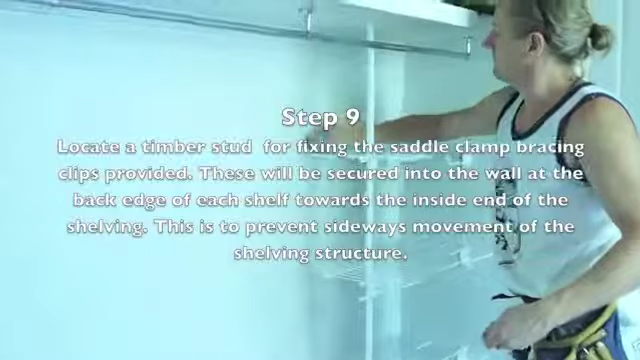 Step 9
Locate a timber stud for fixing the saddle clamp bracing
clips provided. These will be secured into the wall at the
back edge of each shelf towards the inside end of the
shelving. This is to prevent sideways movement of the
shelving structure.